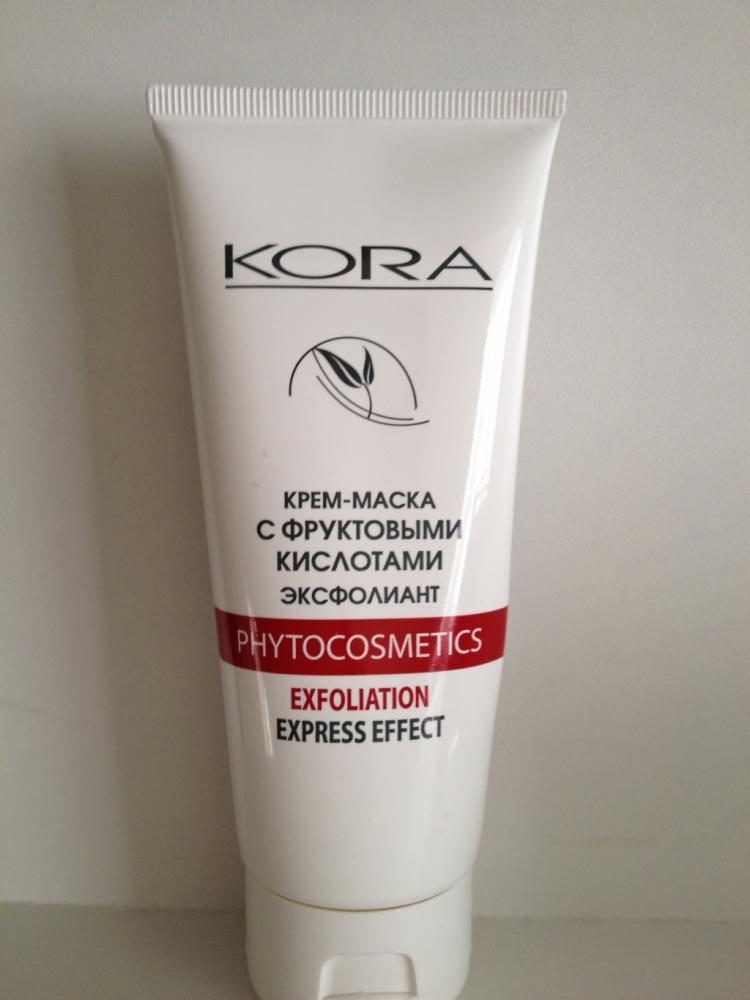 KORA
КРЕМ-МАСКА
С ФРУКТОВЫМИ
КИСЛОТАМИ
ЭКСФОЛИАНТ
PHYTOCOSMETICS
EXFOLIATION
EXPRESS EFFECT